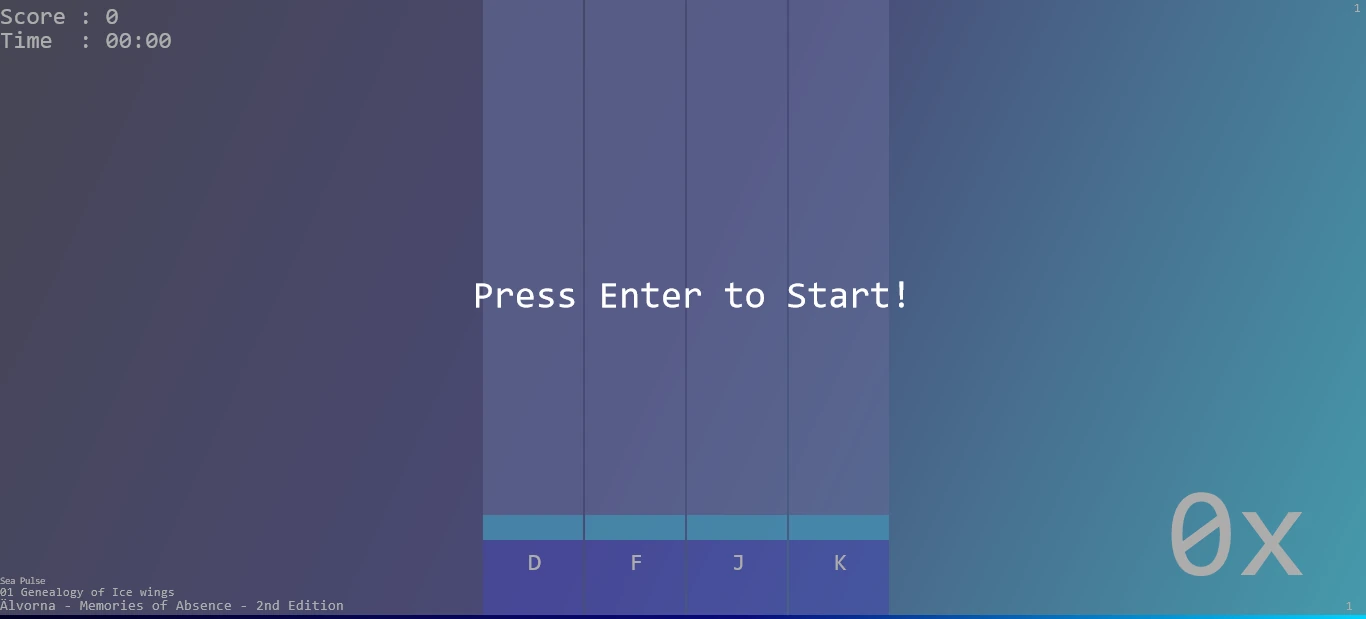 Score : 0
1
Time  : 00:00
Press Enter to Start!
0x
D F J K
Sea Pulse
01 Genealogy of Ice wings
Älvorna - Memories of Absence - 2nd Edition
1